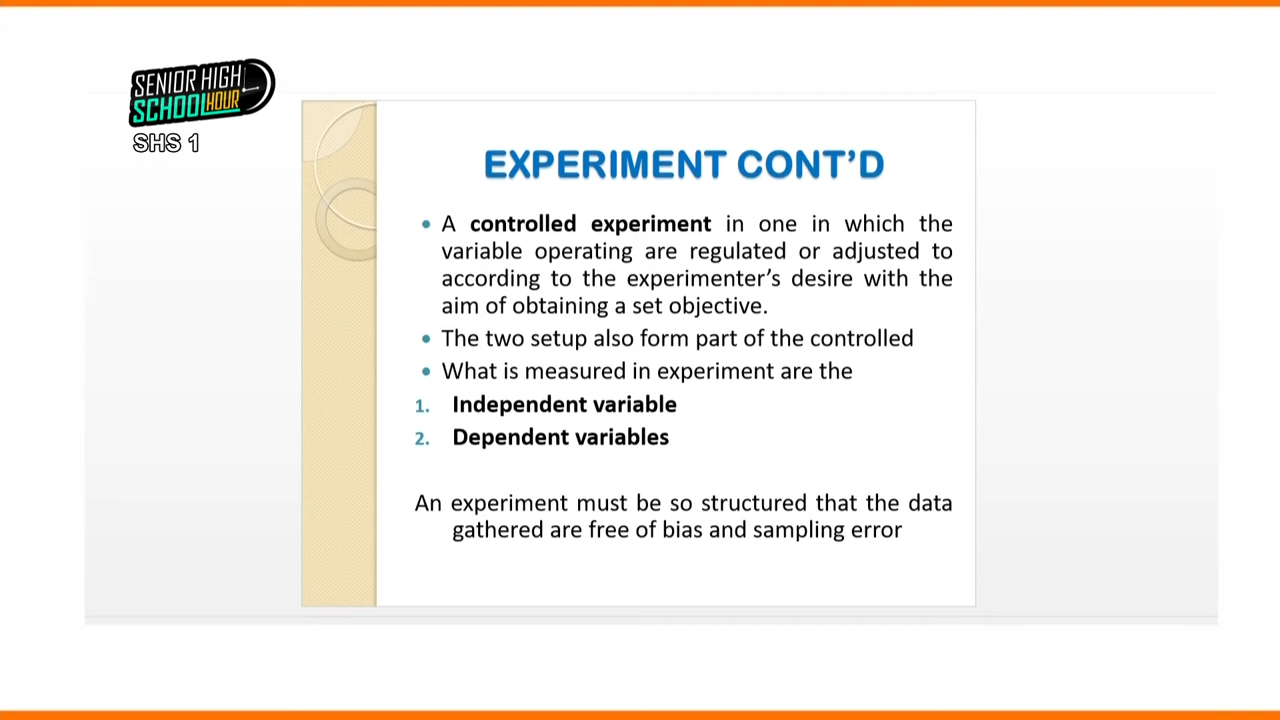 SENIOR HIGH
SCHOOL HOUR
SHS 1
EXPERIMENT CONT'D
• A controlled experiment in one in which the
variable operating are regulated or adjusted to
according to the experimenter's desire with the
aim of obtaining a set objective.
• The two setup also form part of the controlled
• What is measured in experiment are the
1. Independent variable
2. Dependent variables
An experiment must be so structured that the data
gathered are free of bias and sampling error